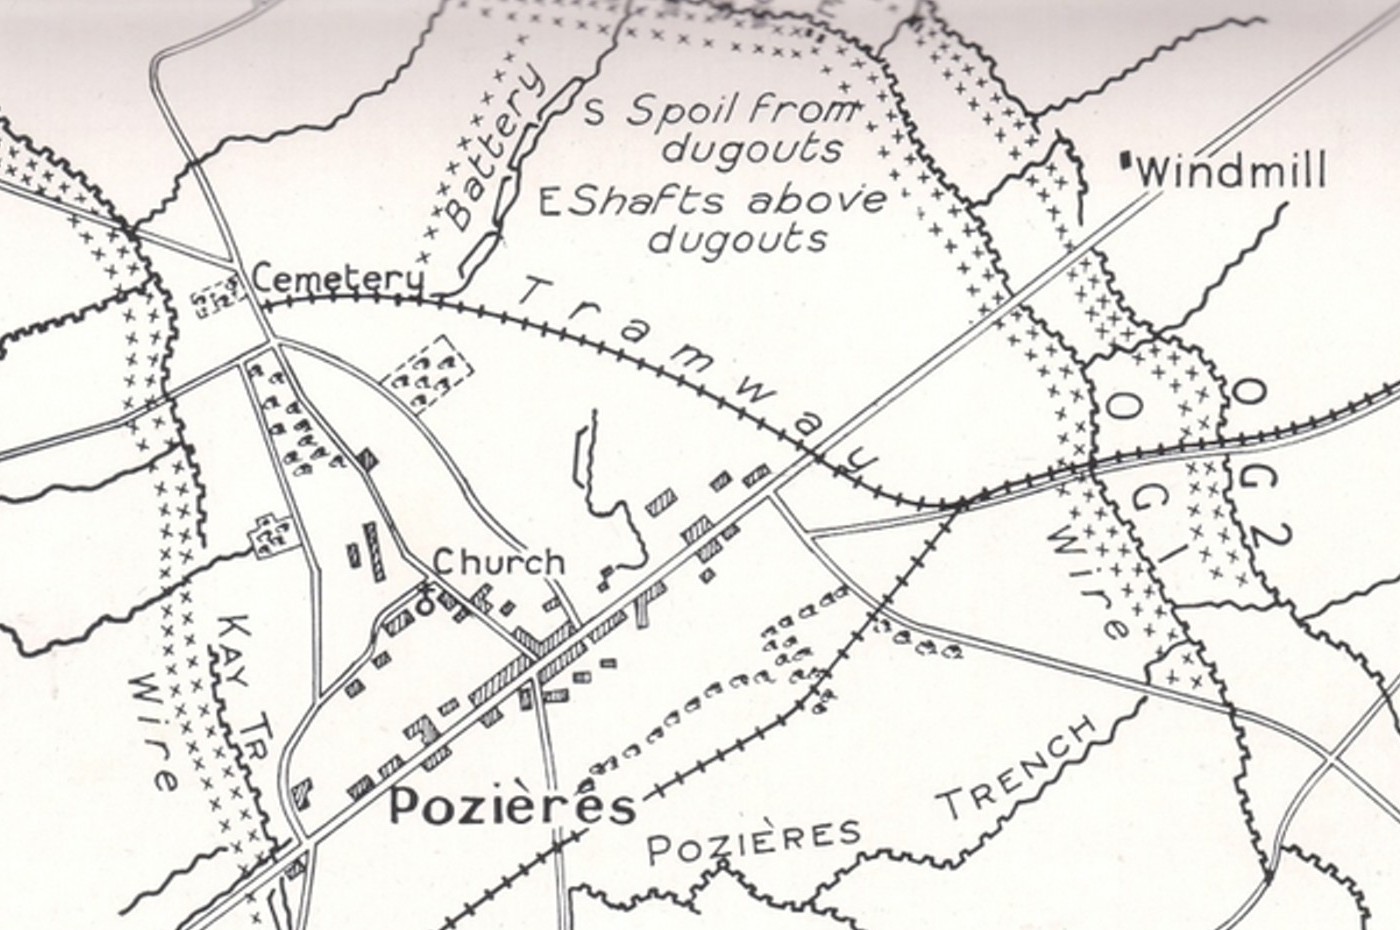 Battery
S Spoil from
dugouts
E Shafts above
dugouts
Windmill
Cemetery
Tramway
O G 1
O G 2
Wire
Church
KAY TR
Wire
Pozières
POZIÈRES TRENCH